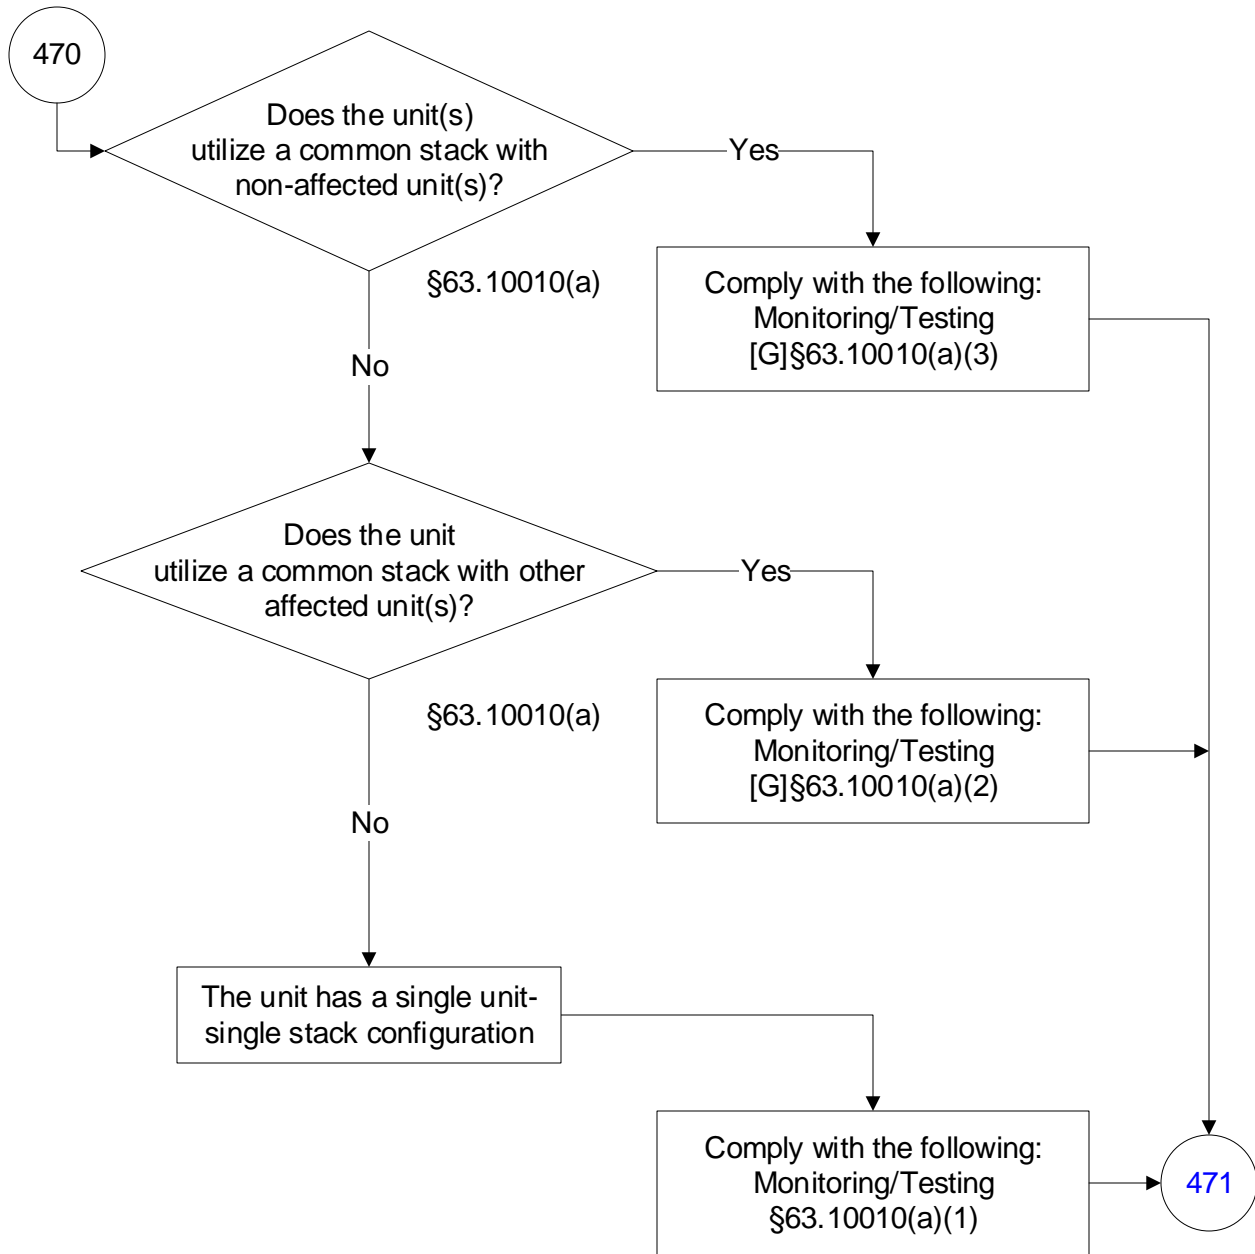 470
Does the unit(s)
utilize a common stack with
non-affected unit(s)?
Yes
§63.10010(a)
Comply with the following:
Monitoring/Testing
[G]§63.10010(a)(3)
No
Does the unit
utilize a common stack with other
affected unit(s)?
Yes
§63.10010(a)
Comply with the following:
Monitoring/Testing
[G]§63.10010(a)(2)
No
The unit has a single unit-
single stack configuration
Comply with the following:
Monitoring/Testing
§63.10010(a)(1)
471